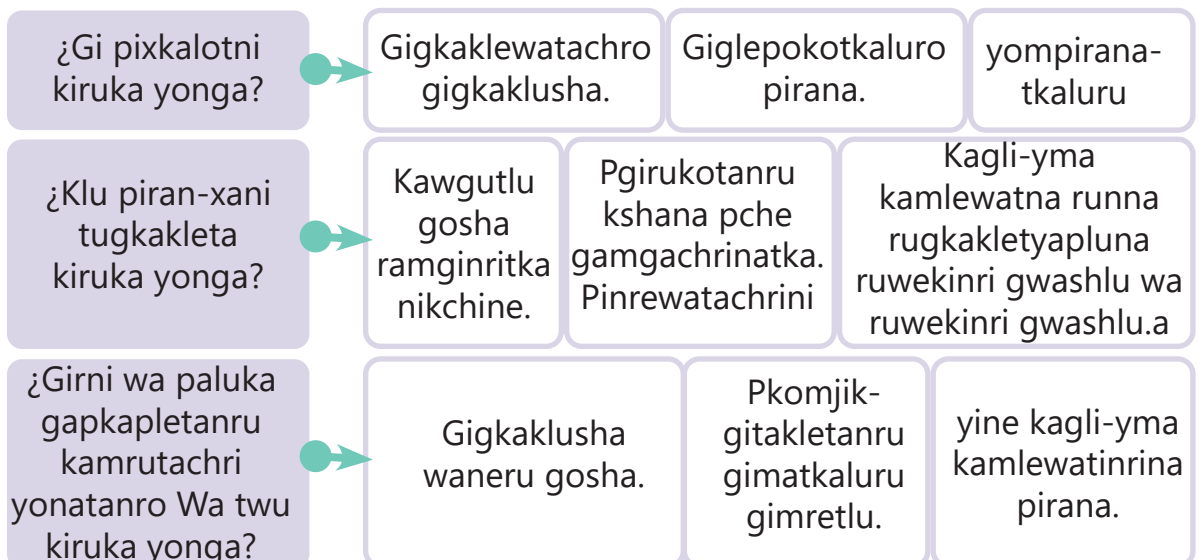 ¿Gi pixkalotni
kiruka yonga?
Gigkaklewatachro
gigkaklusha.
Giglepokotkaluro
pirana.
yompirana-
tkaluru
¿Klu piran-xani
tugkakleta
kiruka yonga?
Kawgutlu
gosha
ramginritka
nikchine.
Pgirukotanru
kshana pche
gamgachrinatka.
Pinrewatachrini
Kagli-yma
kamlewatna runna
rugkakletyapluna
ruwekinri gwashlu wa
ruwekinri gwashlu.a
¿Girni wa paluka
gapkapletanru
kamrutachri
yonatanro Wa twu
kiruka yonga?
Gigkaklusha
waneru gosha.
Pkomjik-
gitakletanru
gimatkaluru
gimretlu.
yine kagli-yma
kamlewatinrina
pirana.